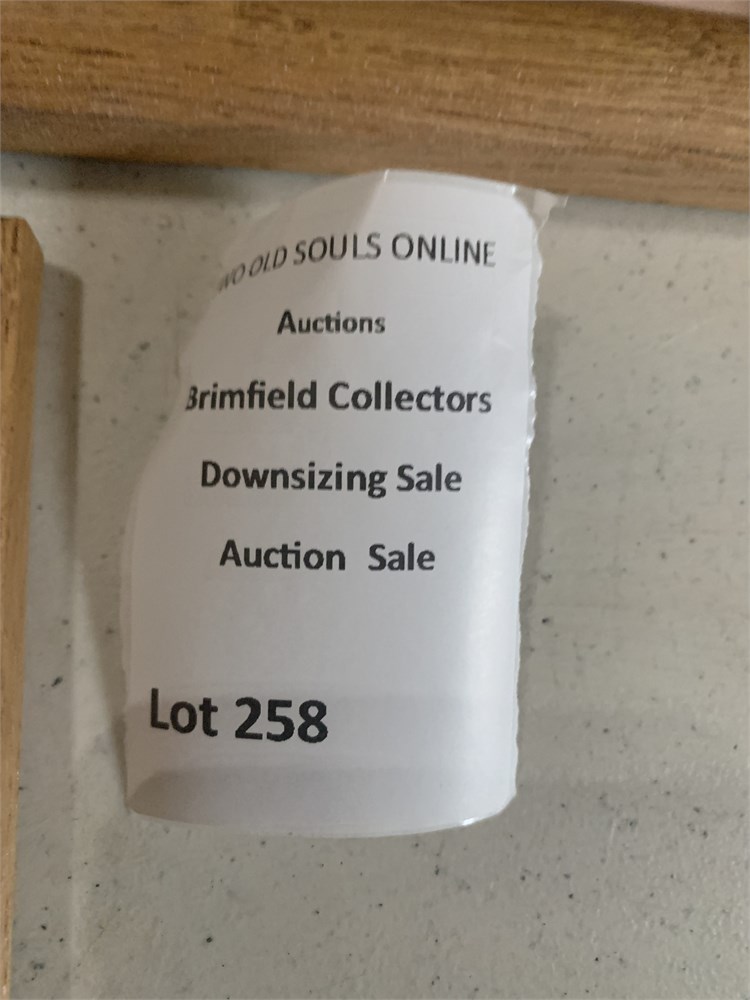 OLD SOULS ONLINE
Auctions
Brimfield Collectors
Downsizing Sale
Auction Sale
Lot 258